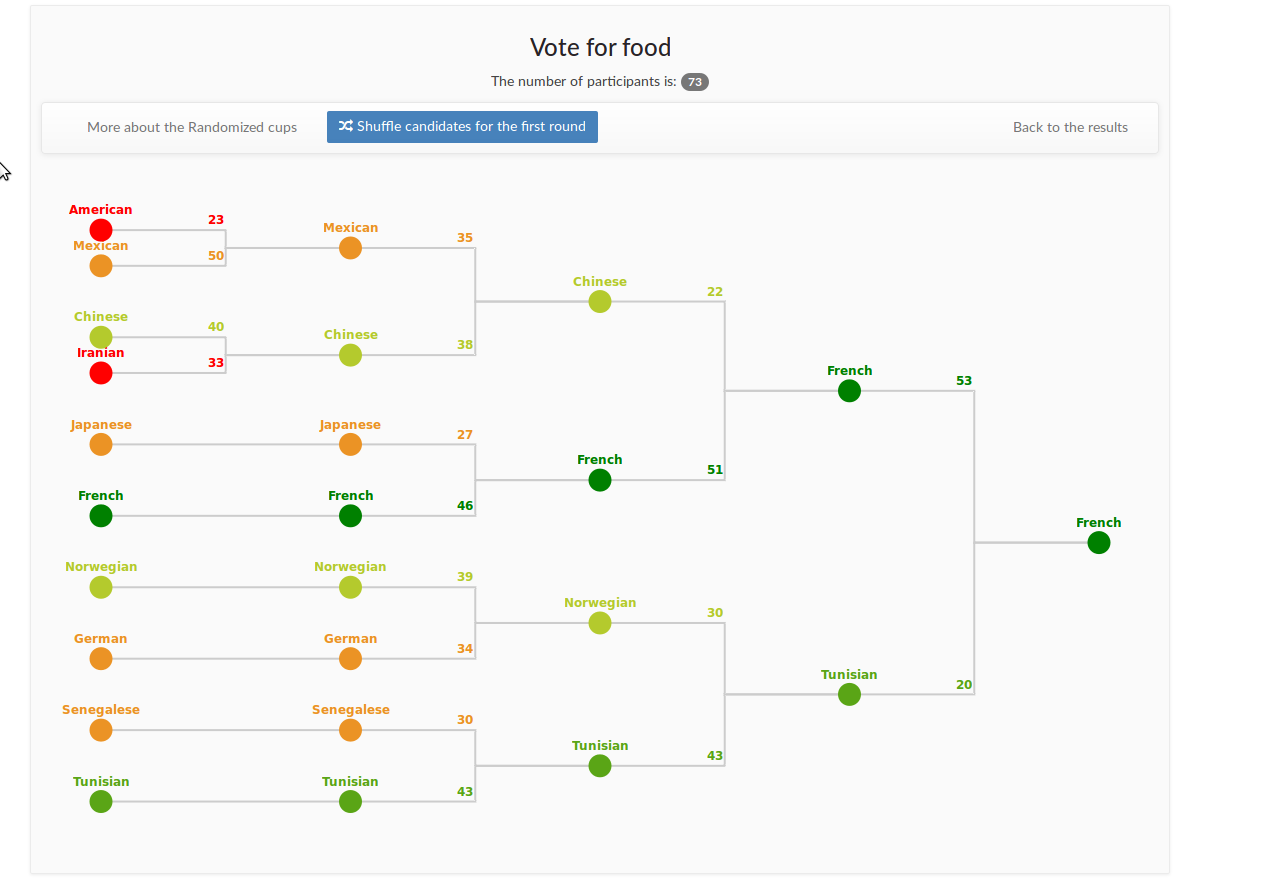 Vote for food
The number of participants is: 73
More about the Randomized cups
Shuffle candidates for the first round
Back to the results
American
23
Mexican
50
Mexican
35
Chinese
22
Chinese
40
Iranian
33
Chinese
38
French
53
Japanese
Japanese
27
French
51
French
French
46
French
Norwegian
Norwegian
39
Norwegian
30
German
German
34
Tunisian
20
Senegalese
Senegalese
30
Tunisian
43
Tunisian
Tunisian
43